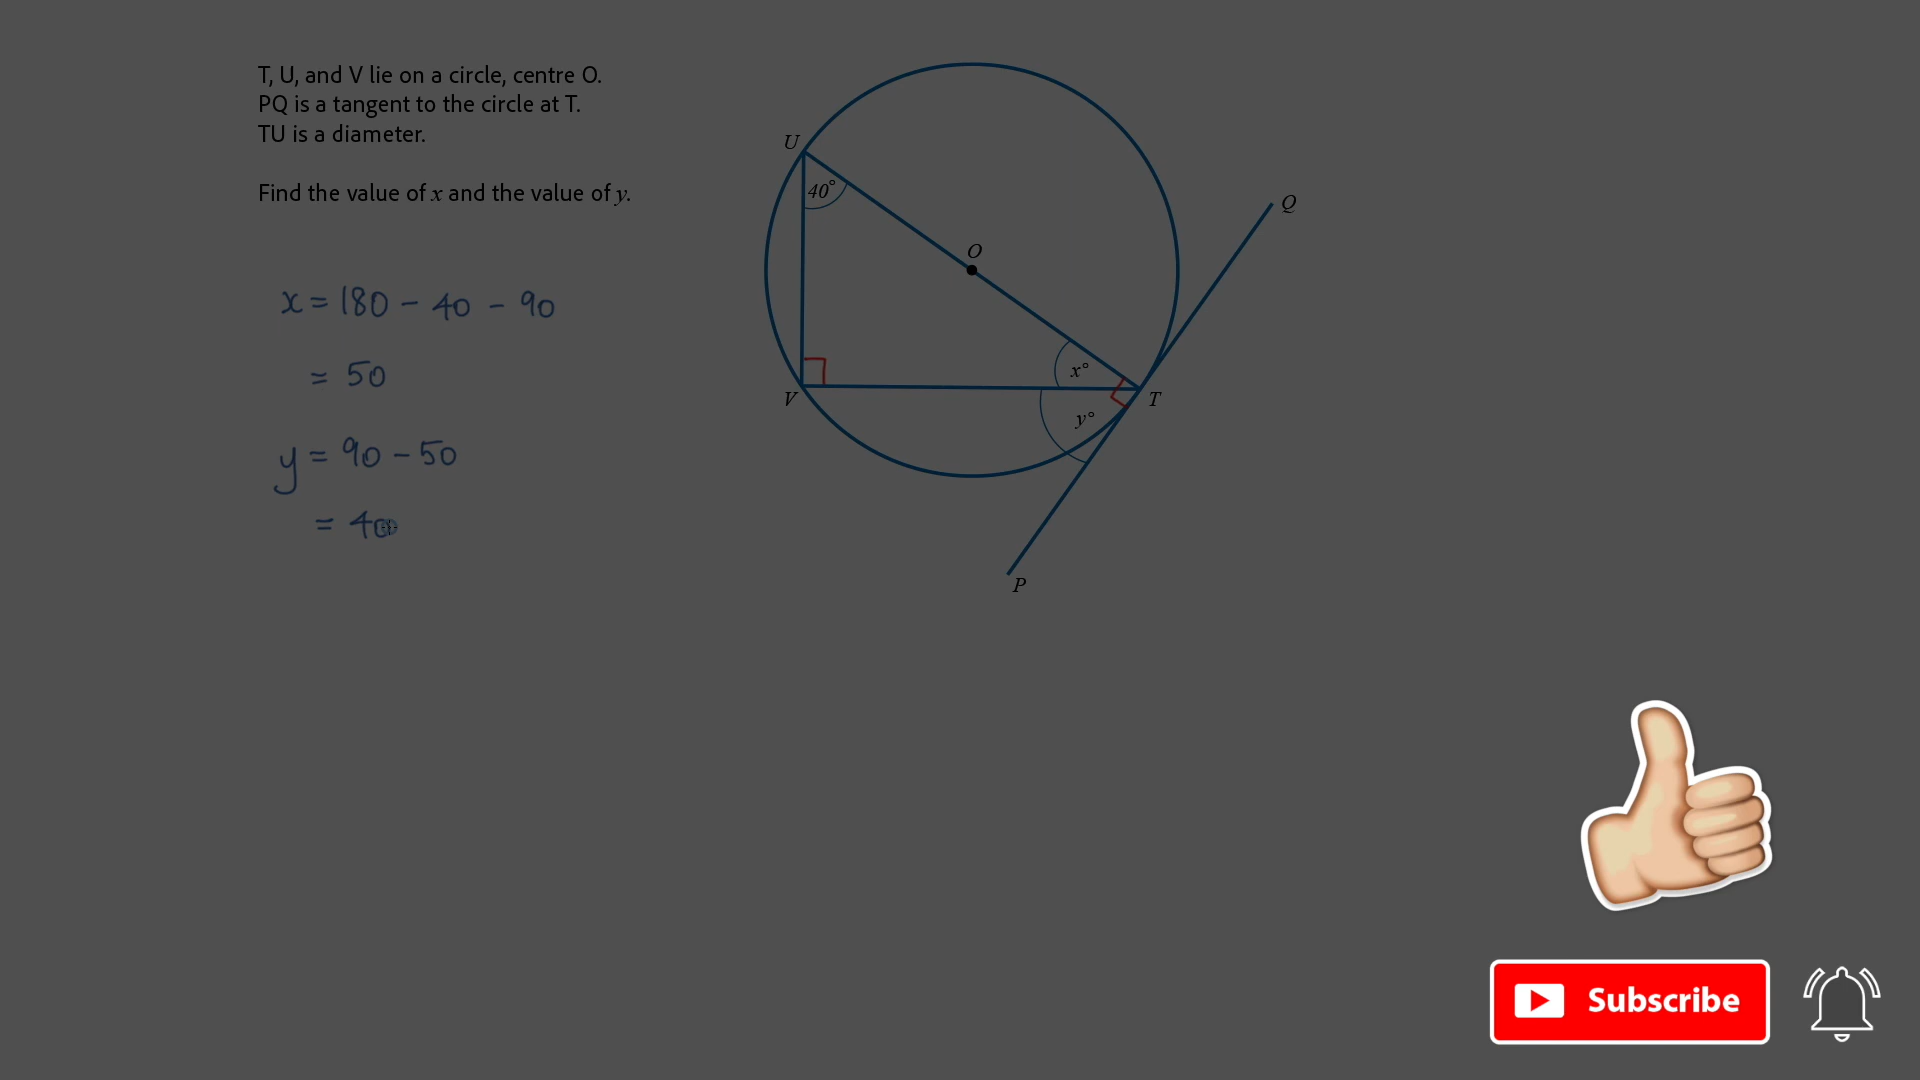 T, U, and V lie on a circle, centre O.
PQ is a tangent to the circle at T.
TU is a diameter.
Find the value of x and the value of y.
x = 180 - 40 - 90
= 50
y = 90 - 50
= 40
U
40°
O
Q
x°
V
T
y°
P
Subscribe